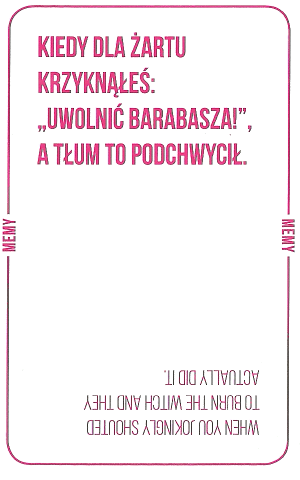 KIEDY DLA ŻARTU
KRZYKNĄŁEŚ:
„UWOLNIĆ BARABASZA!”,
A TŁUM TO PODCHWYCIŁ.
MEMY
MEMY
WHEN YOU JOKINGLY SHOUTED
TO BURN THE WITCH AND THEY
ACTUALLY DID IT.